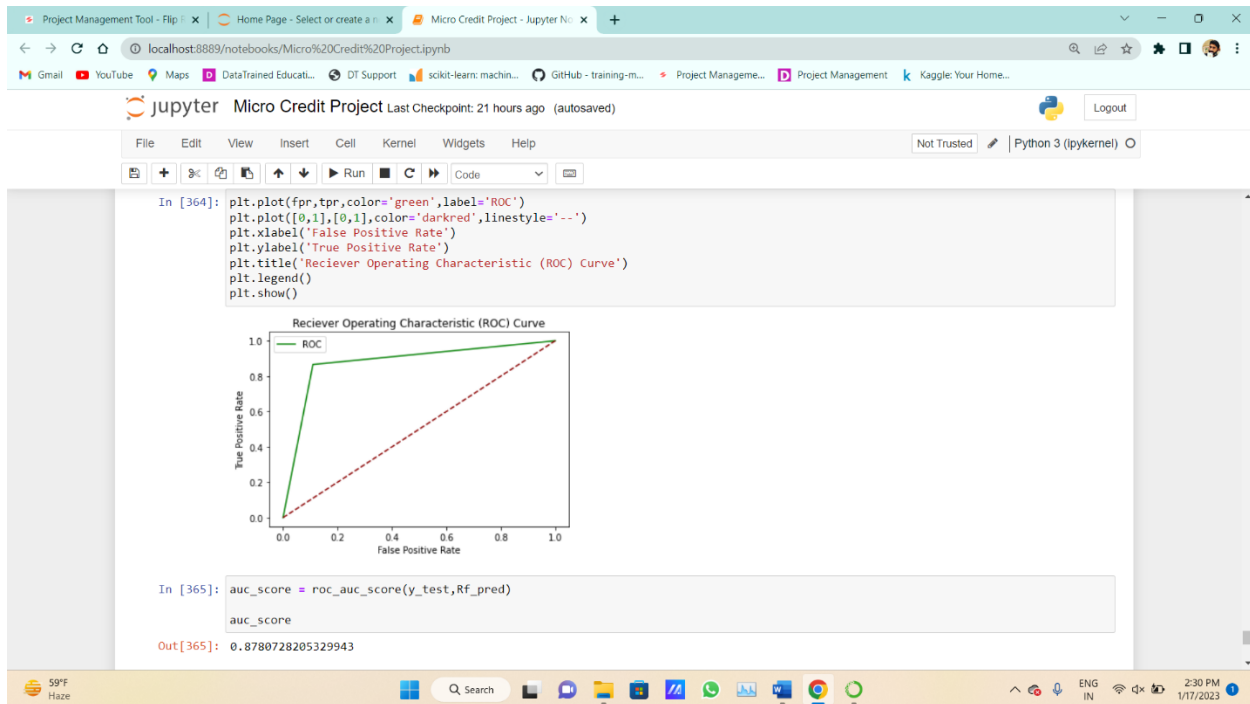 Project Management Tool - Flip R
Home Page - Select or create a n
Micro Credit Project - Jupyter No
localhost:8889/notebooks/Micro%20Credit%20Project.ipynb
Gmail YouTube Maps DataTrained Educati... DT Support scikit-learn: machin... GitHub - training-m... Project Manageme... Project Management Kaggle: Your Home...
jupyter Micro Credit Project Last Checkpoint: 21 hours ago (autosaved) Logout
File Edit View Insert Cell Kernel Widgets Help Not Trusted Python 3 (ipykernel)
Run Code
In [364]: plt.plot(fpr,tpr,color='green',label='ROC')
plt.plot([0,1],[0,1],color='darkred',linestyle='--')
plt.xlabel('False Positive Rate')
plt.ylabel('True Positive Rate')
plt.title('Reciever Operating Characteristic (ROC) Curve')
plt.legend()
plt.show()
Reciever Operating Characteristic (ROC) Curve
ROC
True Positive Rate
1.0
0.8
0.6
0.4
0.2
0.0
0.0 0.2 0.4 0.6 0.8 1.0
False Positive Rate
In [365]: auc_score = roc_auc_score(y_test,Rf_pred)
auc_score
Out[365]: 0.8780728205329943
59°F
Haze
Search
ENG
IN
2:30 PM
1/17/2023
1